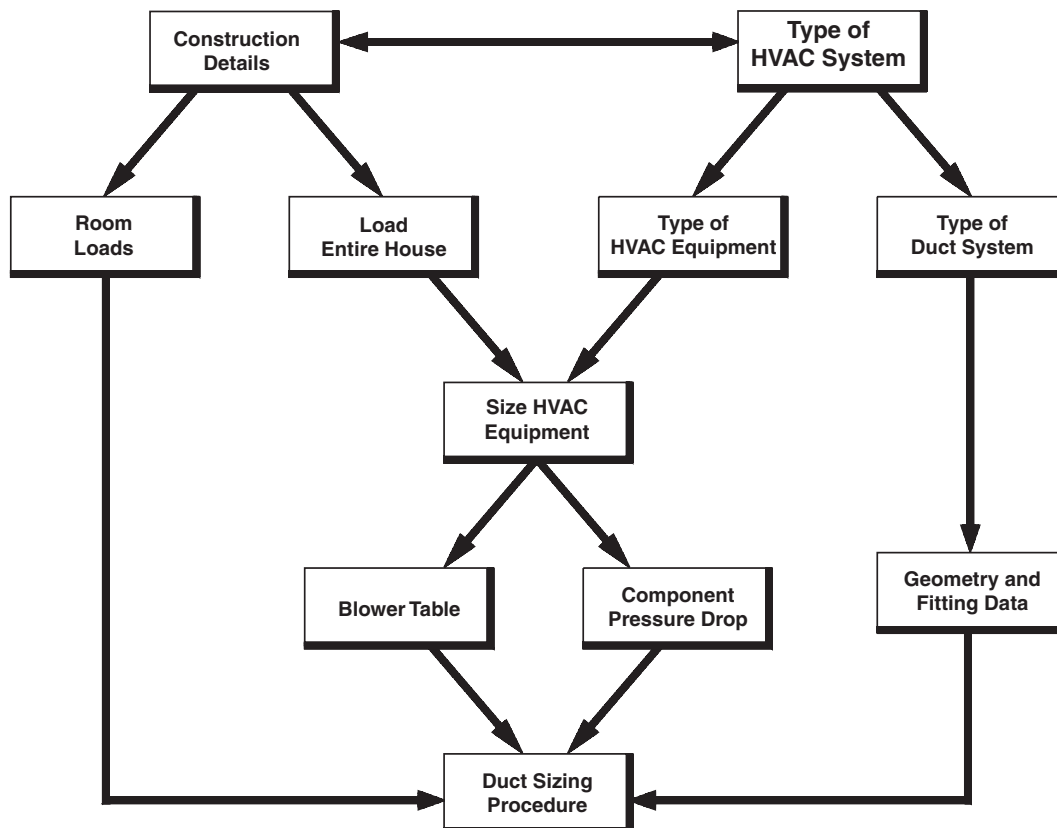 Construction
Details
Type of
HVAC System
Room
Loads
Load
Entire House
Type of
HVAC Equipment
Type of
Duct System
Size HVAC
Equipment
Blower Table
Component
Pressure Drop
Geometry and
Fitting Data
Duct Sizing
Procedure